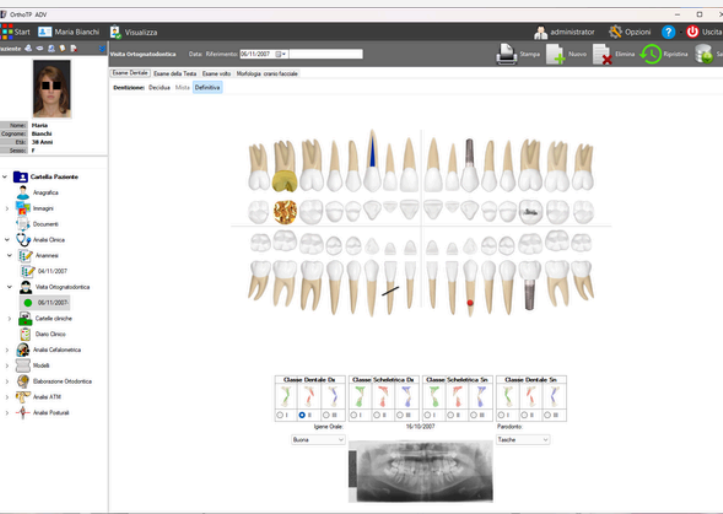 OrthoTP ADV
Start Maria Bianchi Visualizza administrator Opzioni ? Uscita
Visita Ortognatodontica Data Riferimento: 06/11/2007 Stampa Nuovo Elimina Ripristina
Esame Dentale Esame della Testa Esame volto Morfologia cranio facciale
Dentizione: Decidua Mista Definitiva
Nome: Maria
Cognome: Bianchi
Età: 38 Anni
Sesso: F
Cartella Paziente
Anagrafica
Immagini
Documenti
Analisi Clinica
Anamnesi
04/11/2007
Visita Ortognatodontica
06/11/2007-
Cartelle cliniche
Diario Clinico
Analisi Cefalometrica
Modelli
Elaborazione Ortodontica
Analisi ATM
Analisi Posturali
Classe Dentale Dx Classe Scheletrica Dx Classe Scheletrica Sn Classe Dentale Sn
I II III I II III I II III I II III
Igiene Orale: 16/10/2007 Parodonto:
Buona Tasche